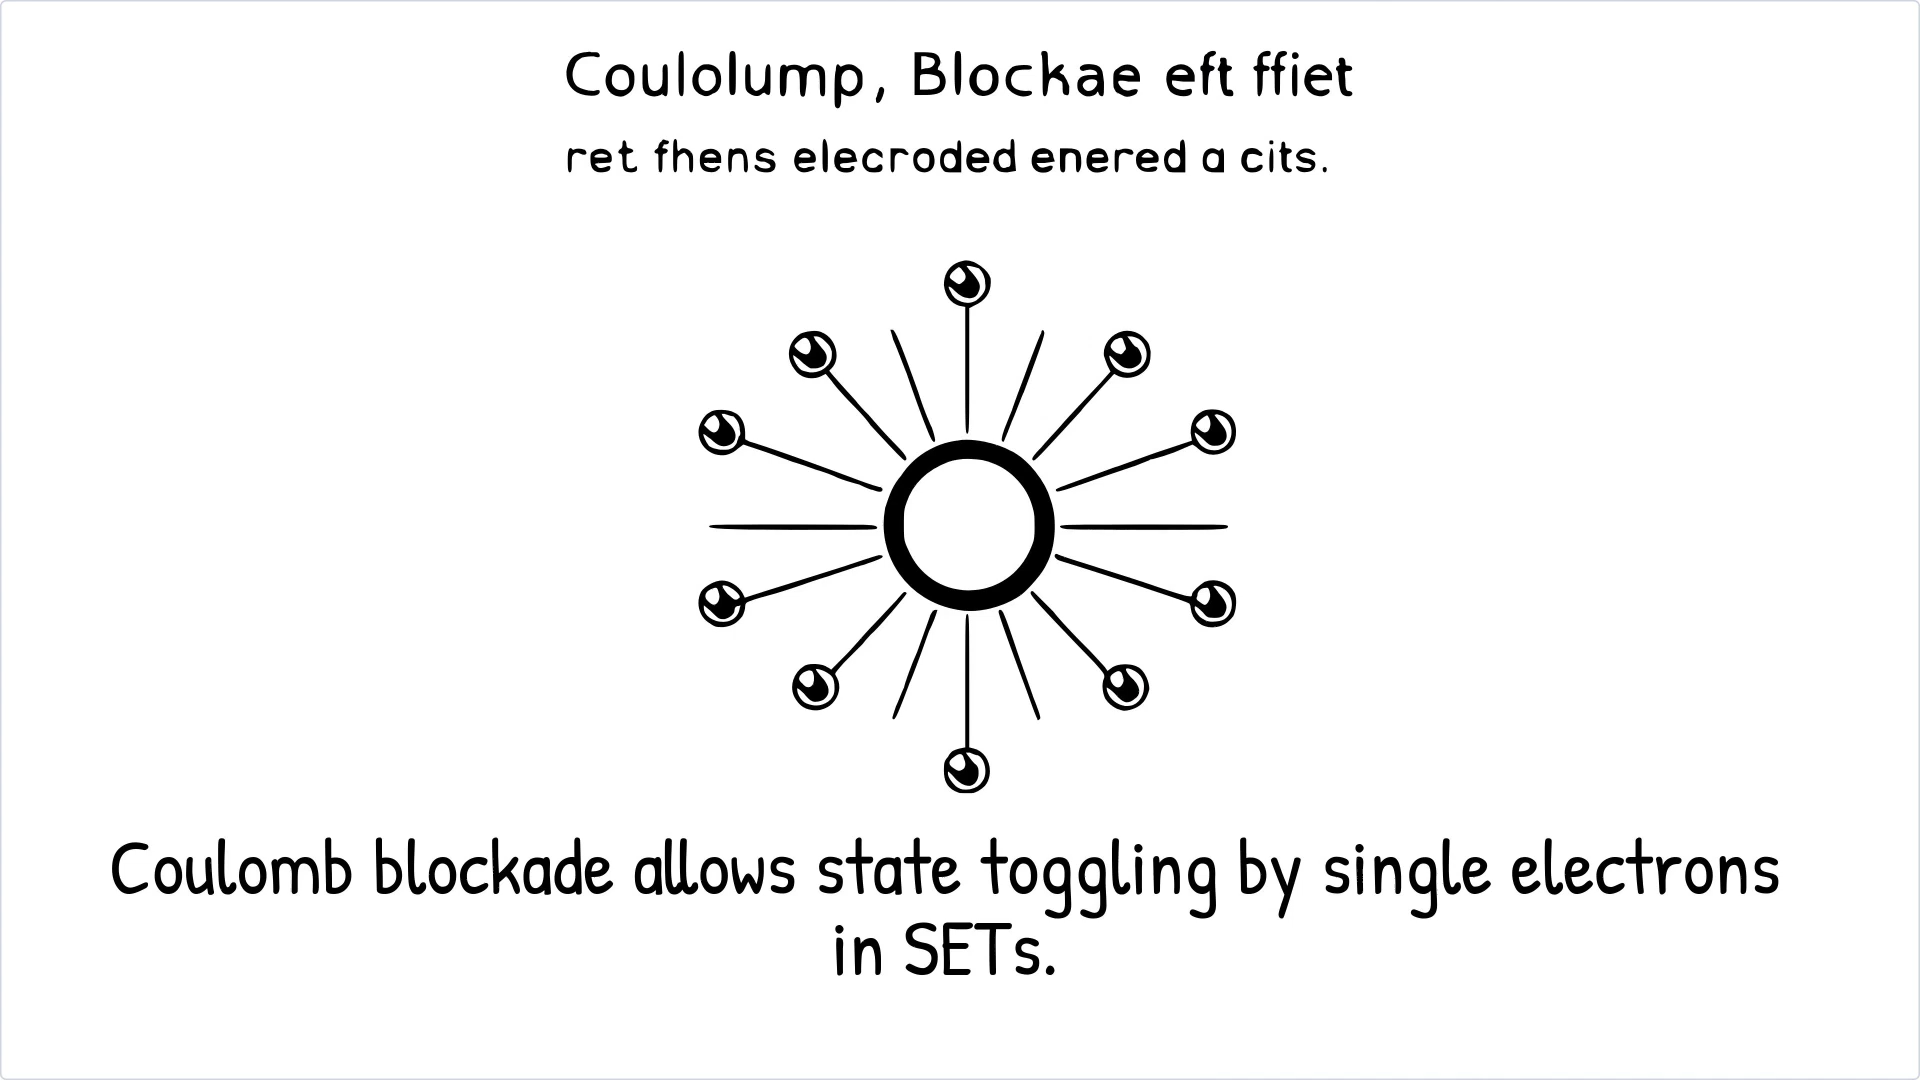 Coulolump, Blockae eft ffiet
ret fhens elecroded enered a cits.
Coulomb blockade allows state toggling by single electrons
in SETs.